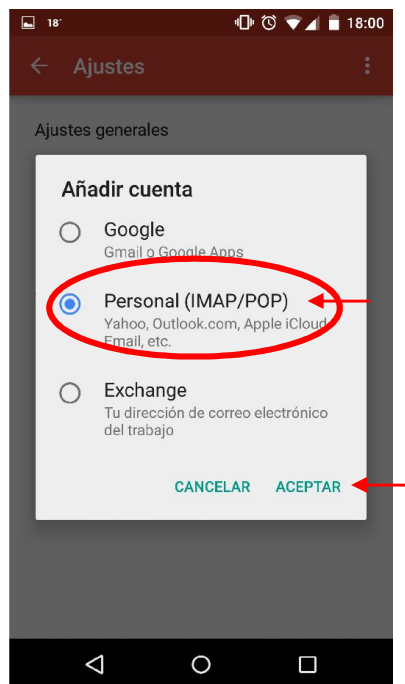 18° 18:00
Ajustes
Ajustes generales
Añadir cuenta
Google
Gmail o Google Apps
Personal (IMAP/POP)
Yahoo, Outlook.com, Apple iCloud,
Email, etc.
Exchange
Tu dirección de correo electrónico
del trabajo
CANCELAR ACEPTAR